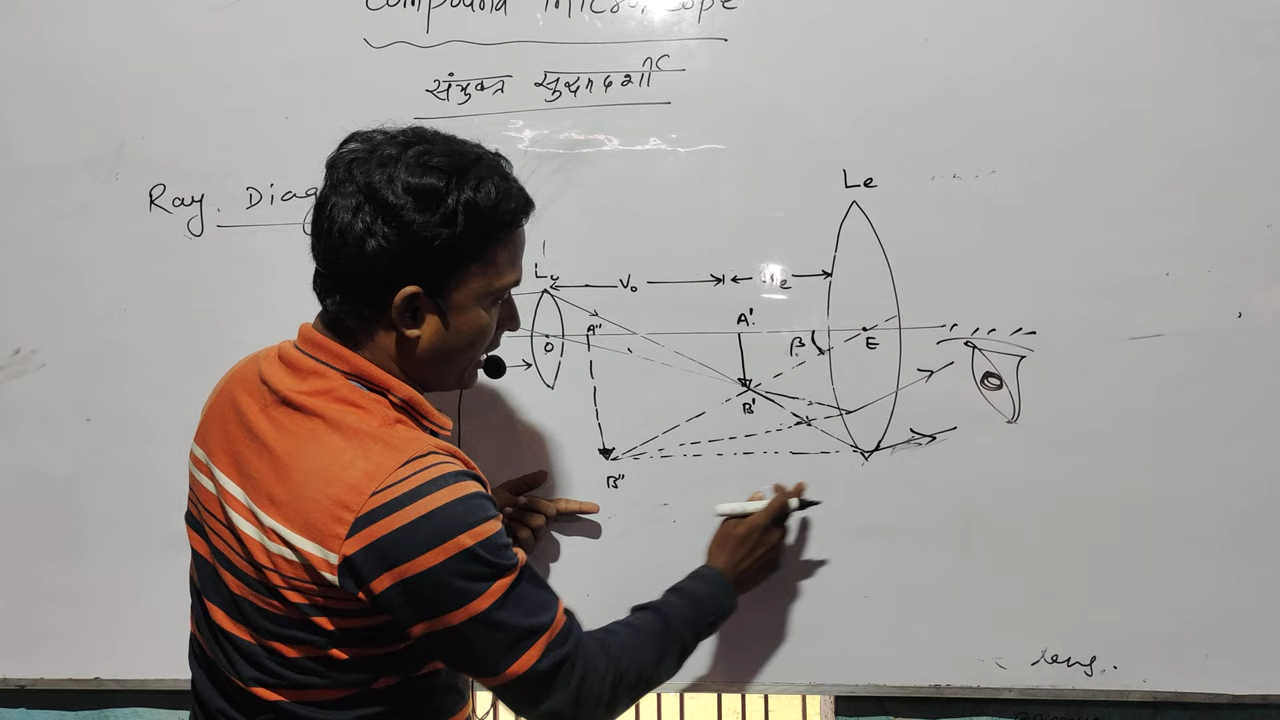 Compound Microscope
संयुक्त सूक्ष्मदर्शी
Ray Diag
Le
Lo
Vo
A'
A"
O
β
E
B'
B"
lens.